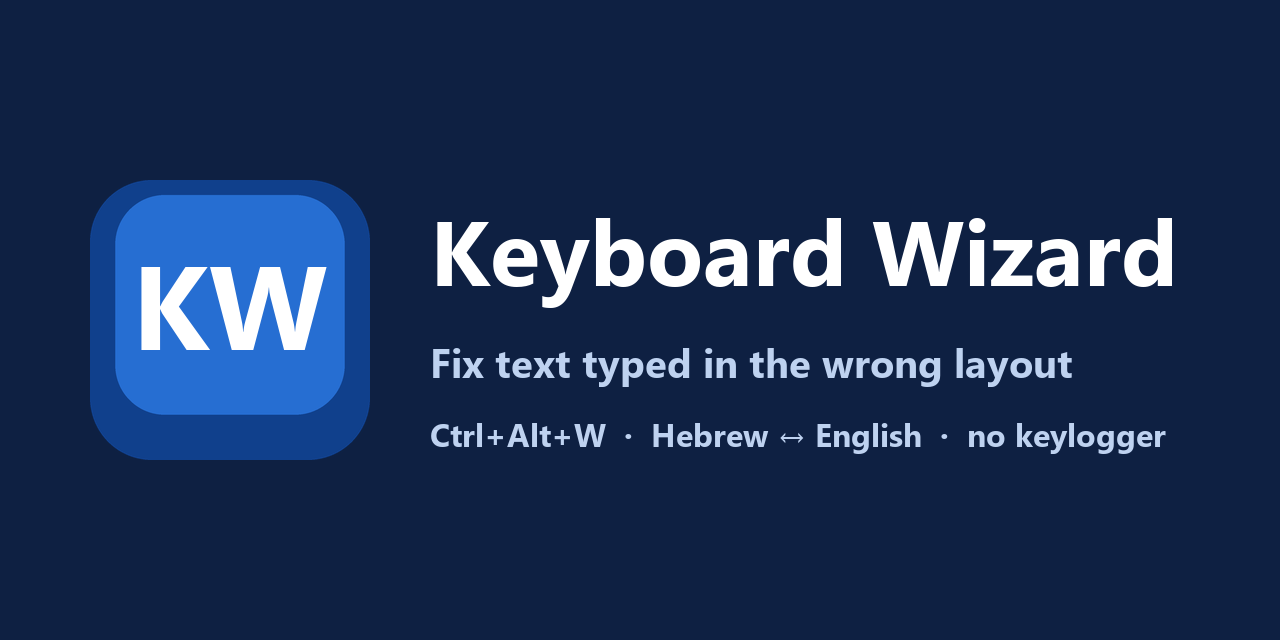 KW
Keyboard Wizard
Fix text typed in the wrong layout
Ctrl+Alt+W · Hebrew ↔ English · no keylogger